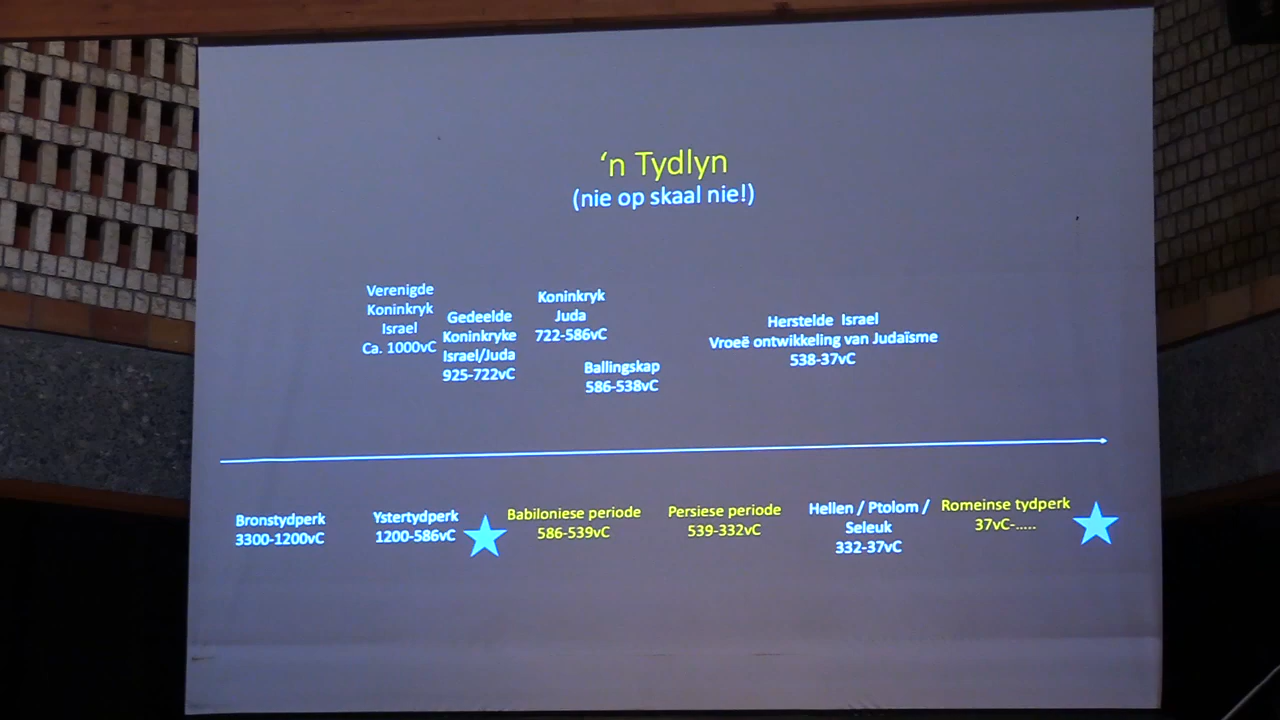 ‘n Tydlyn
(nie op skaal nie!)
Verenigde
Koninkryk
Israel
Ca. 1000vC
Gedeelde
Koninkryke
Israel/Juda
925-722vC
Koninkryk
Juda
722-586vC
Ballingskap
586-538vC
Herstelde Israel
Vroeë ontwikkeling van Judaïsme
538-37vC
Bronstydperk
3300-1200vC
Ystertydperk
1200-586vC
Babiloniese periode
586-539vC
Persiese periode
539-332vC
Hellen / Ptolom /
Seleuk
332-37vC
Romeinse tydperk
37vC-.....